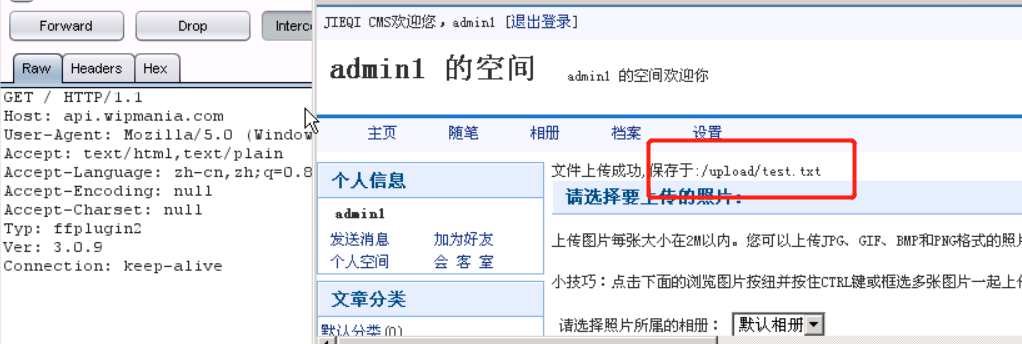 Forward Drop Interc
Raw Headers Hex
GET / HTTP/1.1
Host: api.wipmania.com
User-Agent: Mozilla/5.0 (Window
Accept: text/html,text/plain
Accept-Language: zh-cn,zh;q=0.8
Accept-Encoding: null
Accept-Charset: null
Typ: ffplugin2
Ver: 3.0.9
Connection: keep-alive
JIEQI CMS欢迎您，admin1 [退出登录]
admin1 的空间 admin1 的空间欢迎你
主页 随笔 相册 档案 设置
个人信息
admin1
发送消息 加为好友
个人空间 会 客 室
文章分类
默认分类(0)
文件上传成功,保存于:/upload/test.txt
请选择要上传的照片：
上传图片每张大小在2M以内。您可以上传JPG、GIF、BMP和PNG格式的照片
小技巧：点击下面的浏览图片按纽并按住CTRL键或框选多张图片一起上传
请选择照片所属的相册： 默认相册